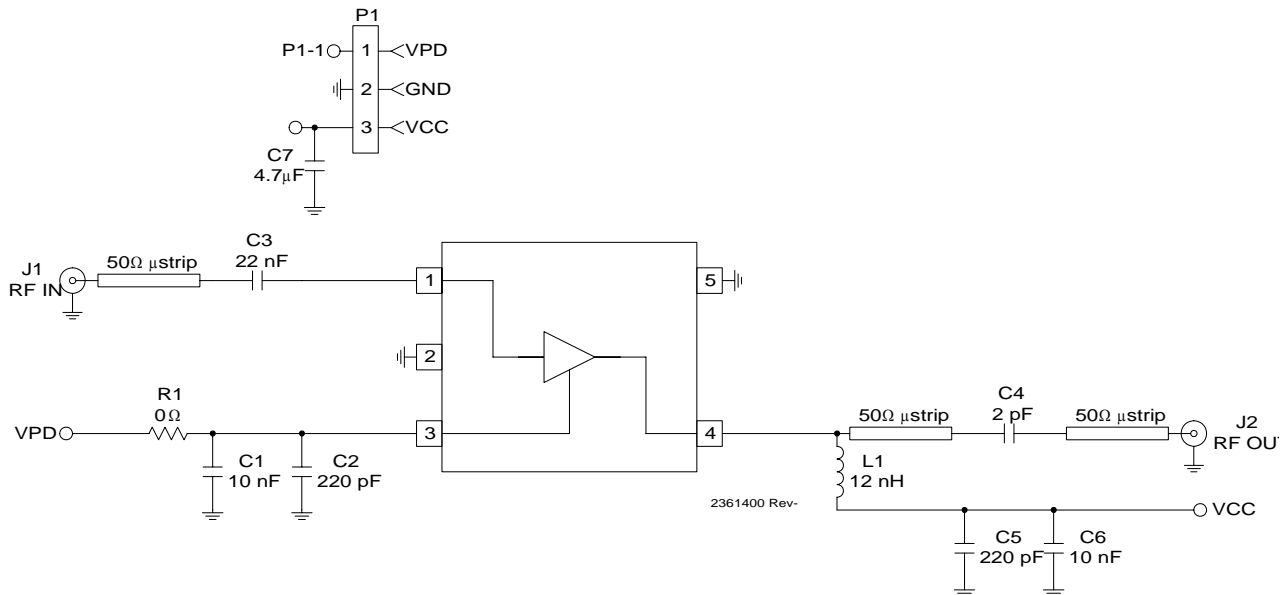 P1
P1-1
1
VPD
2
GND
3
VCC
C7
4.7µF
J1
RF IN
50Ω µstrip
C3
22 nF
1
5
2
VPD
R1
0Ω
3
C1
10 nF
C2
220 pF
4
50Ω µstrip
C4
2 pF
50Ω µstrip
J2
RF OUT
L1
12 nH
2361400 Rev-
VCC
C5
220 pF
C6
10 nF